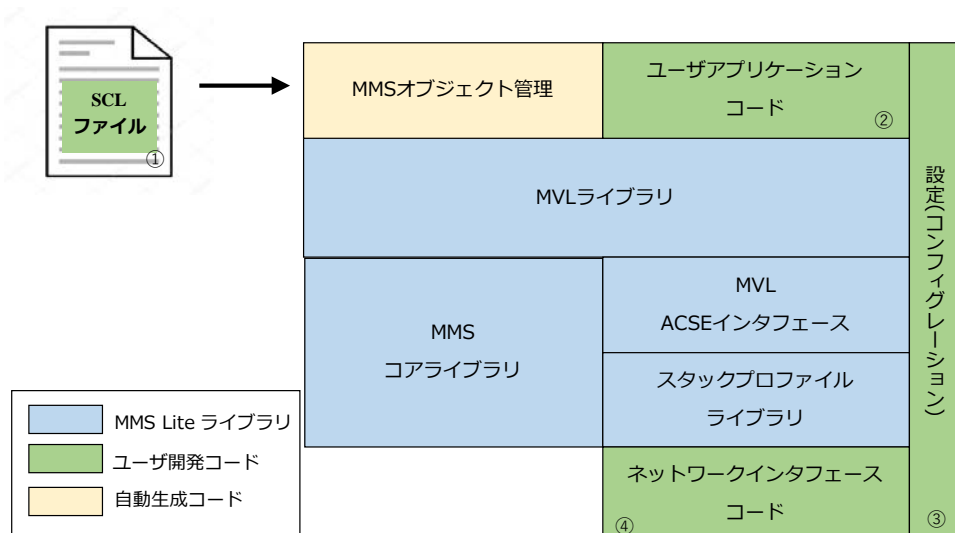 SCL
ファイル
①
MMSオブジェクト管理
ユーザアプリケーション
コード
②
MVLライブラリ
設定(コンフィグレーション)
MMS
コアライブラリ
MVL
ACSEインタフェース
スタックプロファイル
ライブラリ
ネットワークインタフェース
コード
④
③
MMS Lite ライブラリ
ユーザ開発コード
自動生成コード